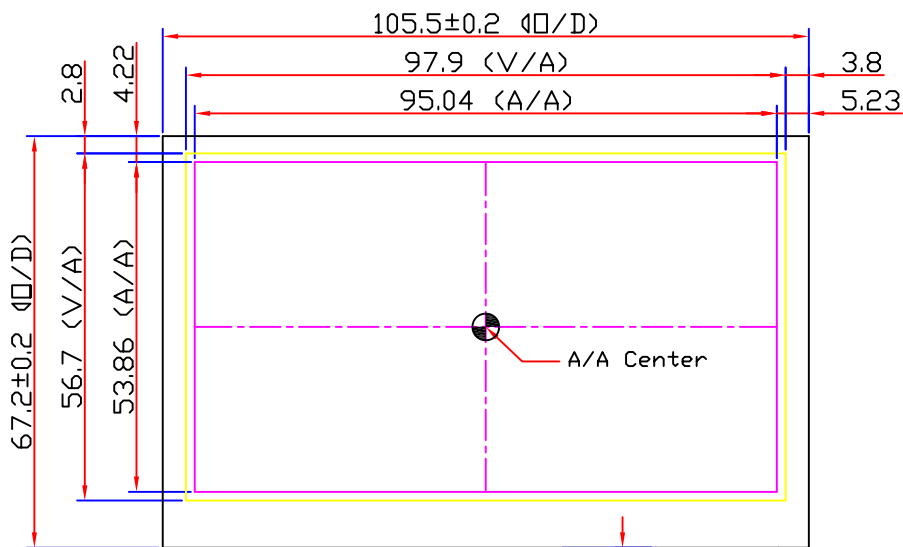 105.5±0.2 (O/D)
97.9 (V/A)
3.8
95.04 (A/A)
5.23
2.8
4.22
67.2±0.2 (O/D)
56.7 (V/A)
53.86 (A/A)
A/A Center